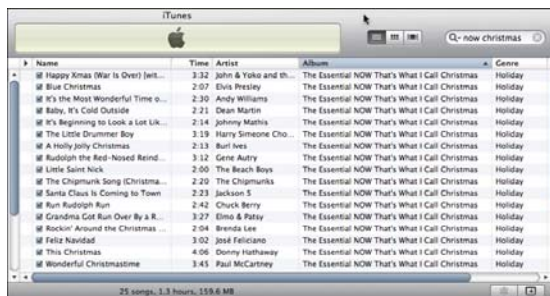 iTunes
now christmas
Name Time Artist Album Genre
Happy Xmas (War Is Over) [wit... 3:32 John & Yoko and th... The Essential NOW That's What I Call Christmas Holiday
Blue Christmas 2:07 Elvis Presley The Essential NOW That's What I Call Christmas Holiday
It's the Most Wonderful Time o... 2:30 Andy Williams The Essential NOW That's What I Call Christmas Holiday
Baby, It's Cold Outside 2:21 Dean Martin The Essential NOW That's What I Call Christmas Holiday
It's Beginning to Look a Lot Lik... 2:14 Johnny Mathis The Essential NOW That's What I Call Christmas Holiday
The Little Drummer Boy 3:19 Harry Simeone Cho... The Essential NOW That's What I Call Christmas Holiday
A Holly Jolly Christmas 2:13 Burl Ives The Essential NOW That's What I Call Christmas Holiday
Rudolph the Red-Nosed Reind... 3:12 Gene Autry The Essential NOW That's What I Call Christmas Holiday
Little Saint Nick 2:00 The Beach Boys The Essential NOW That's What I Call Christmas Holiday
The Chipmunk Song (Christma... 2:20 The Chipmunks The Essential NOW That's What I Call Christmas Holiday
Santa Claus Is Coming to Town 2:23 Jackson 5 The Essential NOW That's What I Call Christmas Holiday
Run Rudolph Run 2:42 Chuck Berry The Essential NOW That's What I Call Christmas Holiday
Grandma Got Run Over By a R... 3:27 Elmo & Patsy The Essential NOW That's What I Call Christmas Holiday
Rockin' Around the Christmas ... 2:04 Brenda Lee The Essential NOW That's What I Call Christmas Holiday
Feliz Navidad 3:02 José Feliciano The Essential NOW That's What I Call Christmas Holiday
This Christmas 4:06 Donny Hathaway The Essential NOW That's What I Call Christmas Holiday
Wonderful Christmastime 3:45 Paul McCartney The Essential NOW That's What I Call Christmas Holiday
25 songs, 1.3 hours, 159.6 MB